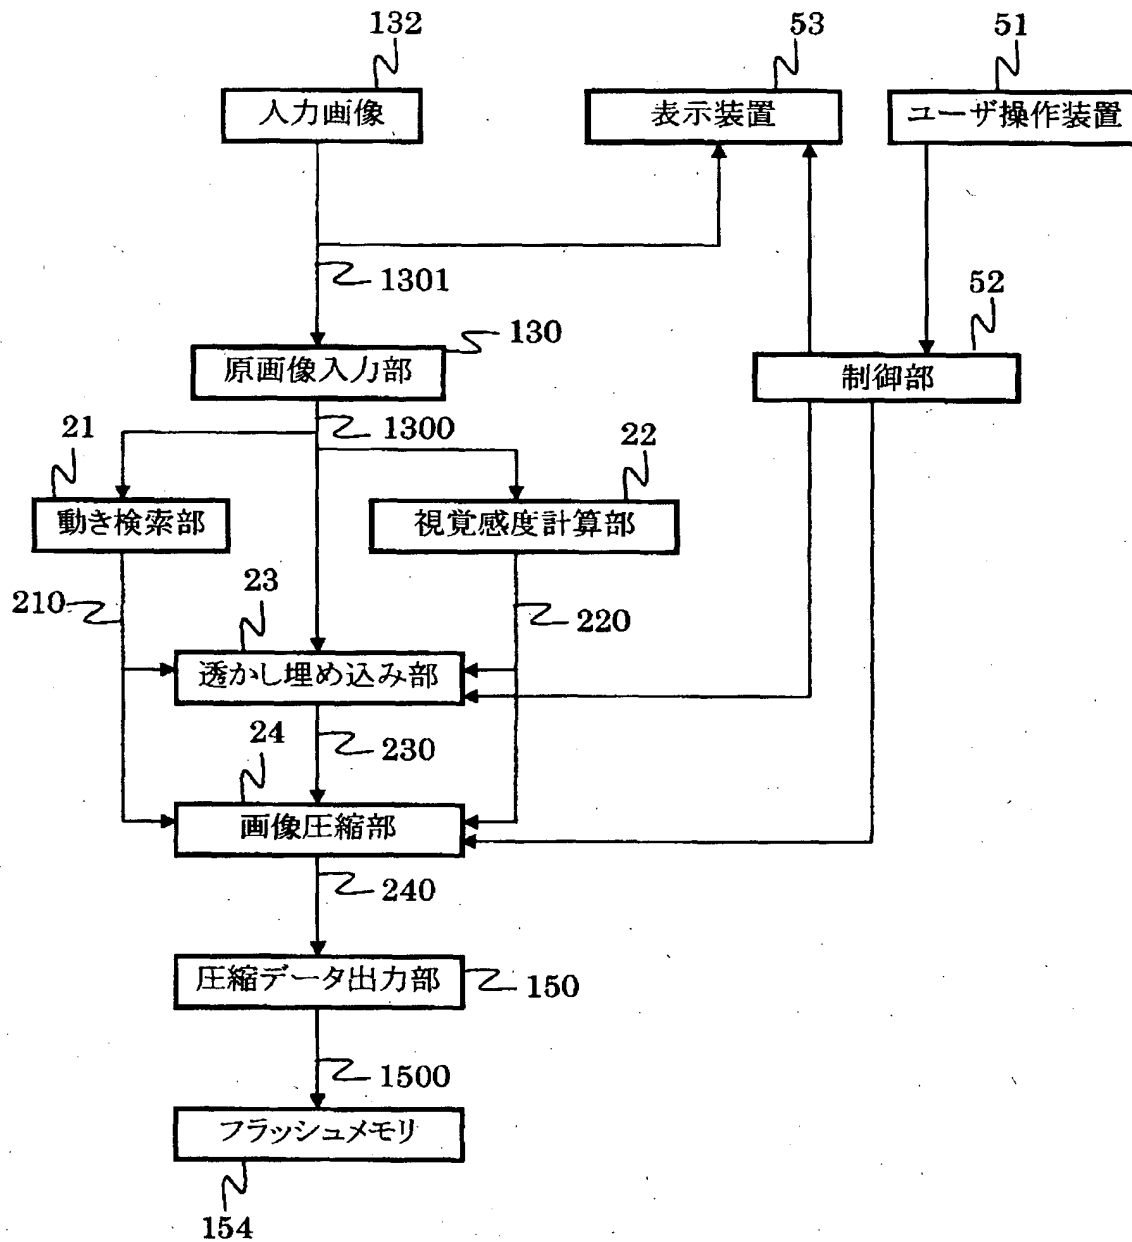 132
53
51
入力画像
表示装置
ユーザ操作装置
1301
52
130
原画像入力部
制御部
1300
21
22
動き検索部
視覚感度計算部
210
23
220
透かし埋め込み部
24
230
画像圧縮部
240
圧縮データ出力部
150
1500
フラッシュメモリ
154